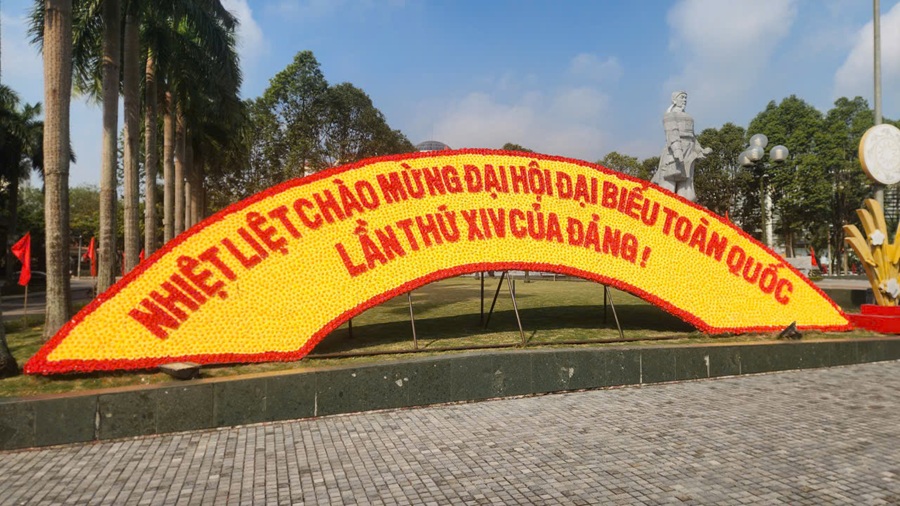 NHIỆT LIỆT CHÀO MỪNG ĐẠI HỘI ĐẠI BIỂU TOÀN QUỐC
LẦN THỨ XIV CỦA ĐẢNG!